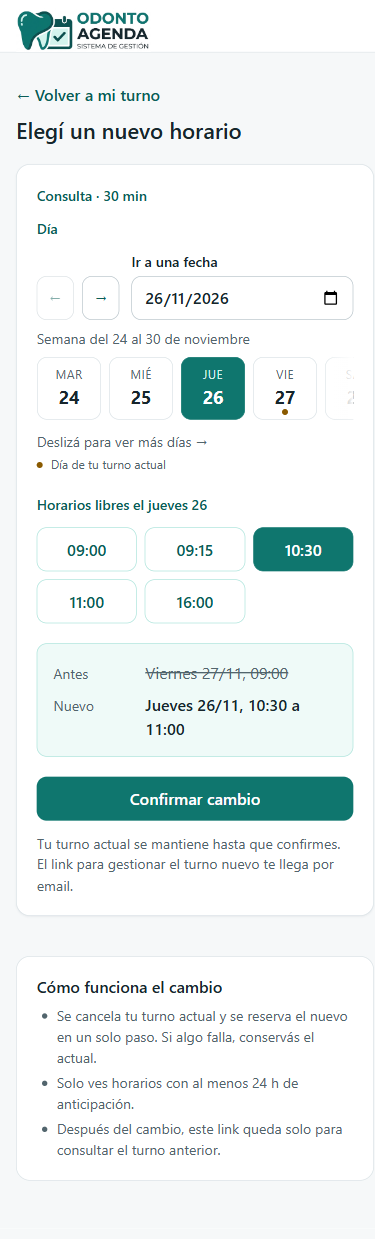 ODONTO
AGENDA
SISTEMA DE GESTIÓN
← Volver a mi turno
Elegí un nuevo horario
Consulta · 30 min
Día
Ir a una fecha
← → 26/11/2026
Semana del 24 al 30 de noviembre
MAR MIÉ JUE VIE
24 25 26 27
Deslizá para ver más días →
Día de tu turno actual
Horarios libres el jueves 26
09:00 09:15 10:30
11:00 16:00
Antes Viernes 27/11, 09:00
Nuevo Jueves 26/11, 10:30 a
11:00
Confirmar cambio
Tu turno actual se mantiene hasta que confirmes.
El link para gestionar el turno nuevo te llega por
email.
Cómo funciona el cambio
• Se cancela tu turno actual y se reserva el nuevo
en un solo paso. Si algo falla, conservás el
actual.
• Solo ves horarios con al menos 24 h de
anticipación.
• Después del cambio, este link queda solo para
consultar el turno anterior.